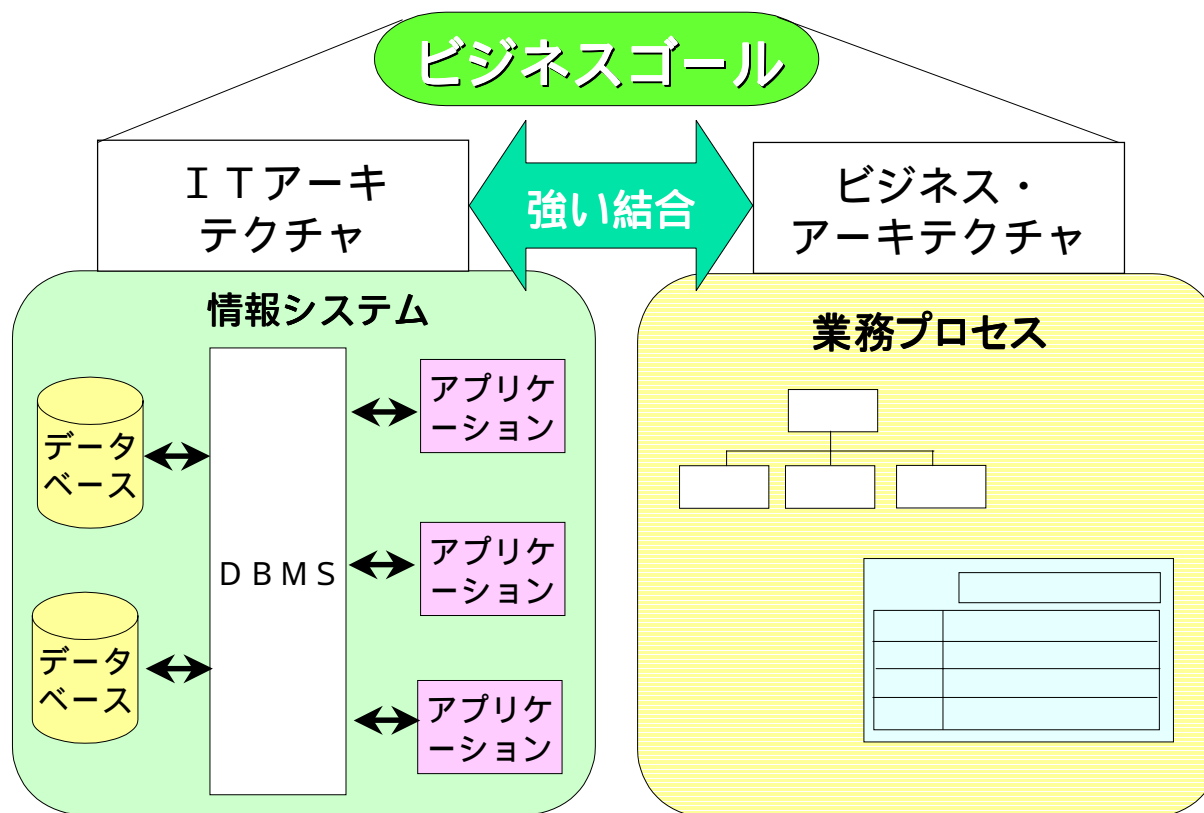 ビジネスゴール
ＩＴアーキ
テクチャ
強い結合
ビジネス・
アーキテクチャ
情報システム
データ
ベース
データ
ベース
ＤＢＭＳ
アプリケ
ーション
アプリケ
ーション
アプリケ
ーション
業務プロセス